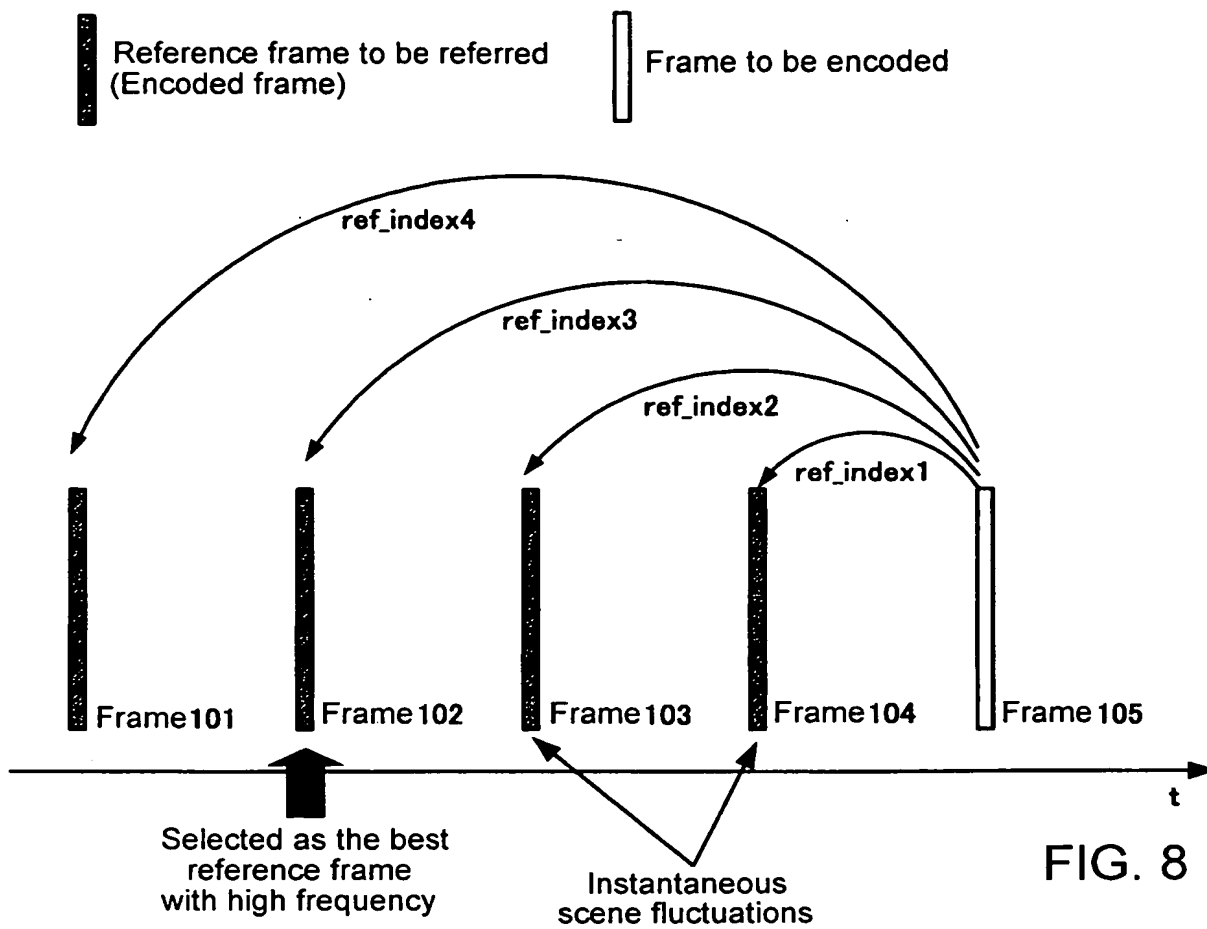 Reference frame to be referred
(Encoded frame)
Frame to be encoded
ref_index4
ref_index3
ref_index2
ref_index1
Frame101
Frame102
Frame103
Frame104
Frame105
t
Selected as the best
reference frame
with high frequency
Instantaneous
scene fluctuations
FIG. 8